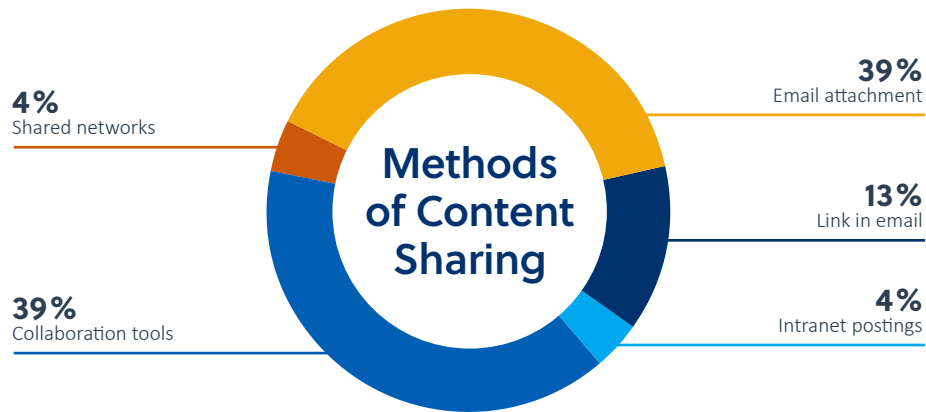 39%
Email attachment
4%
Shared networks
Methods
of Content
Sharing
13%
Link in email
39%
Collaboration tools
4%
Intranet postings